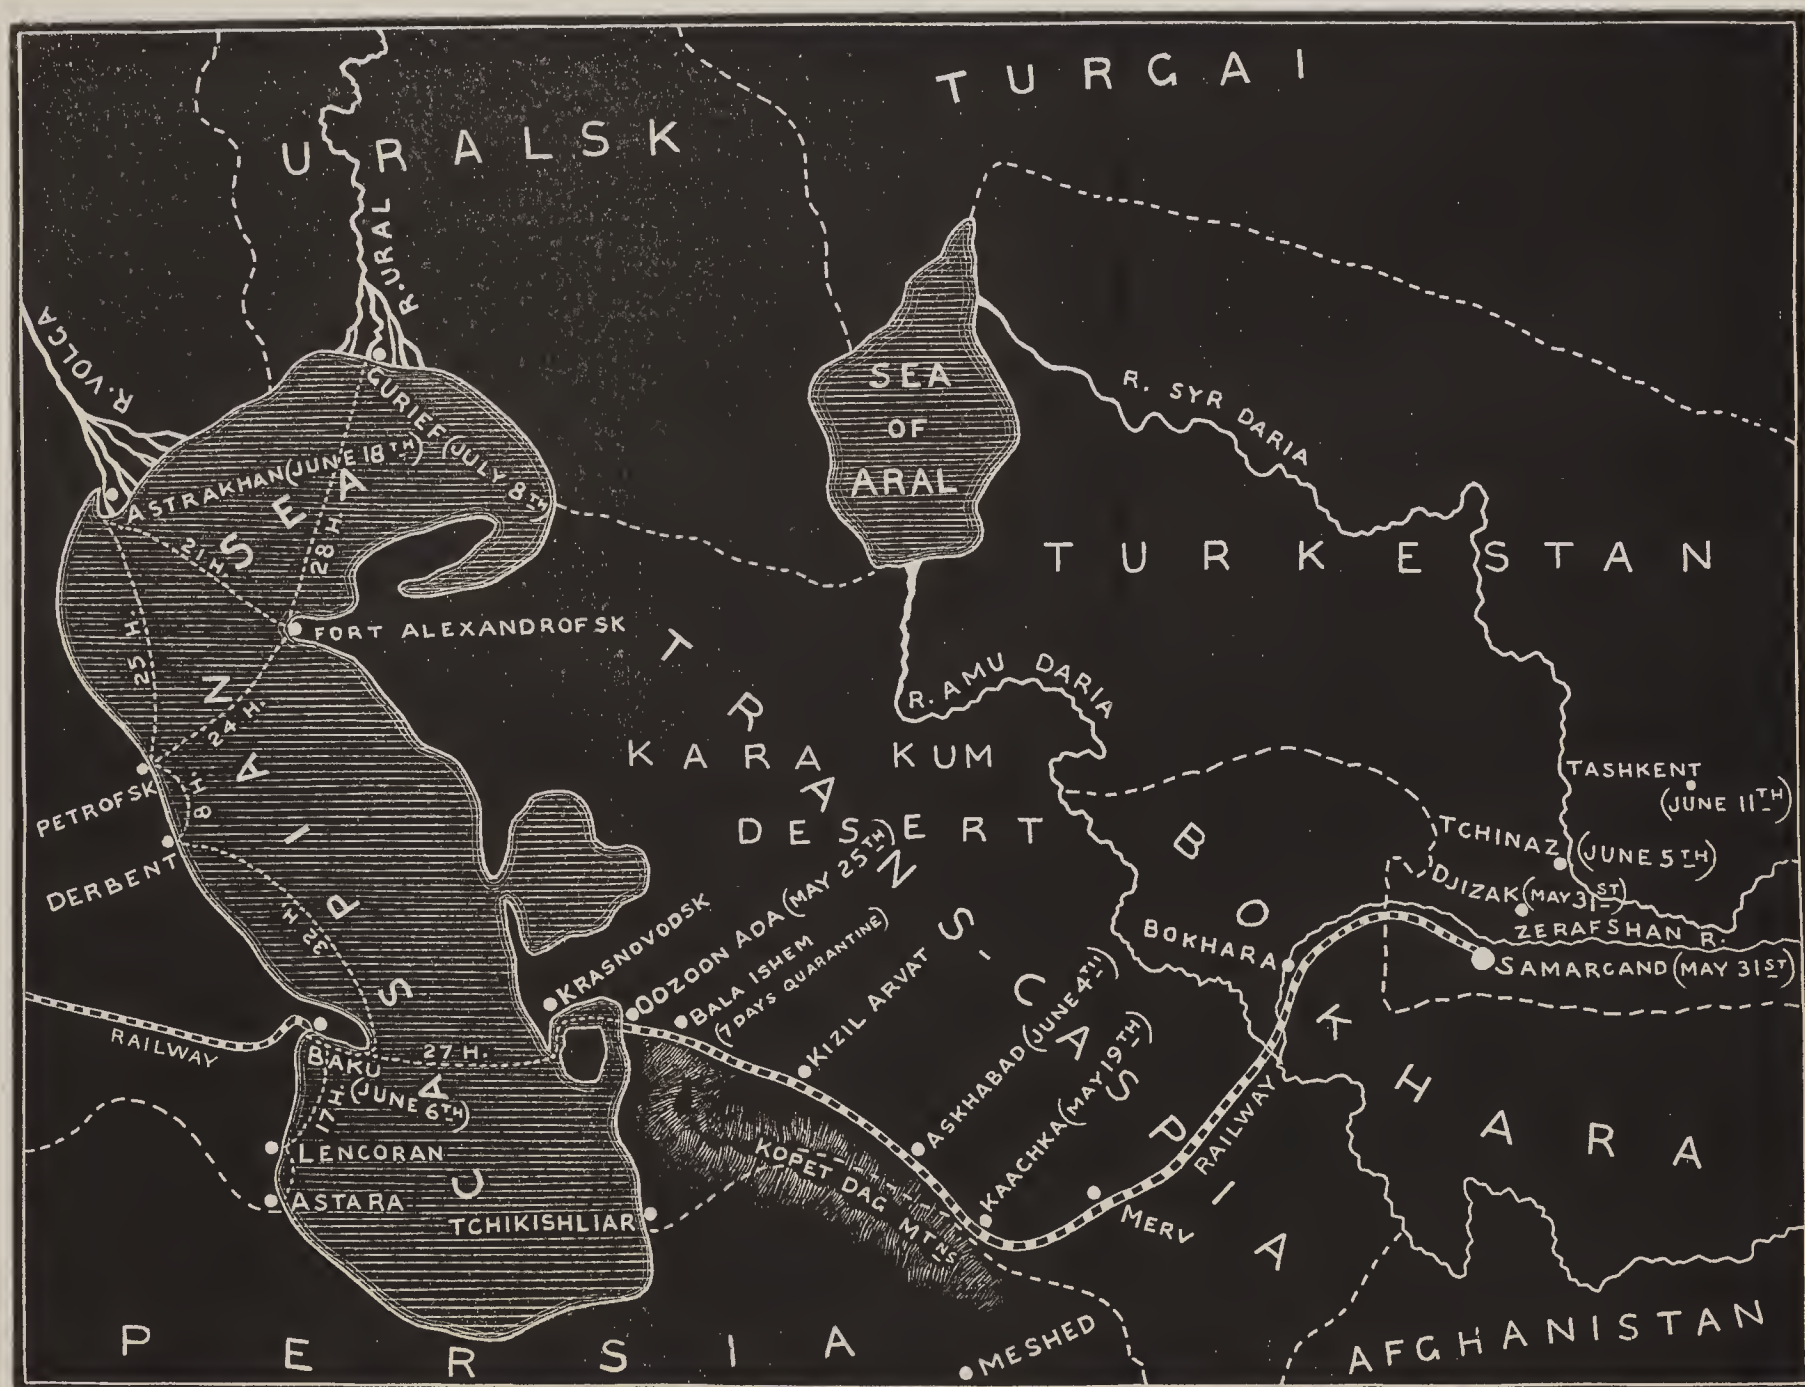 TURGAI
URALSK
R. URAL
R. VOLGA
GURIEF (JULY 8TH)
ASTRAKHAN (JUNE 18TH)
SEA
OF
ARAL
R. SYR DARIA
21 H.
28 H
TURKESTAN
FORT ALEXANDROFSK
25 H.
24 H.
R. AMU DARIA
KARA KUM
DESERT
TRANS-CASPIA
CASPIAN SEA
PETROFSK
8 H.
DERBENT
32 H
TASHKENT
(JUNE 11TH)
TCHINAZ (JUNE 5TH)
DJIZAK (MAY 31ST)
ZERAFSHAN R.
SAMARCAND (MAY 31ST)
BOKHARA
BOKHARA
KRASNOVODSK
OOZOON ADA (MAY 25TH)
BALA ISHEM
(7 DAYS QUARANTINE)
KIZIL ARVAT
ASKHABAD (JUNE 4TH)
KAACHKA (MAY 19TH)
MERV
RAILWAY
RAILWAY
BAKU
(JUNE 6TH)
27 H.
17 H.
LENCORAN
ASTARA
TCHIKISHLIAR
KOPET DAG MTNS
PERSIA
MESHED
AFGHANISTAN